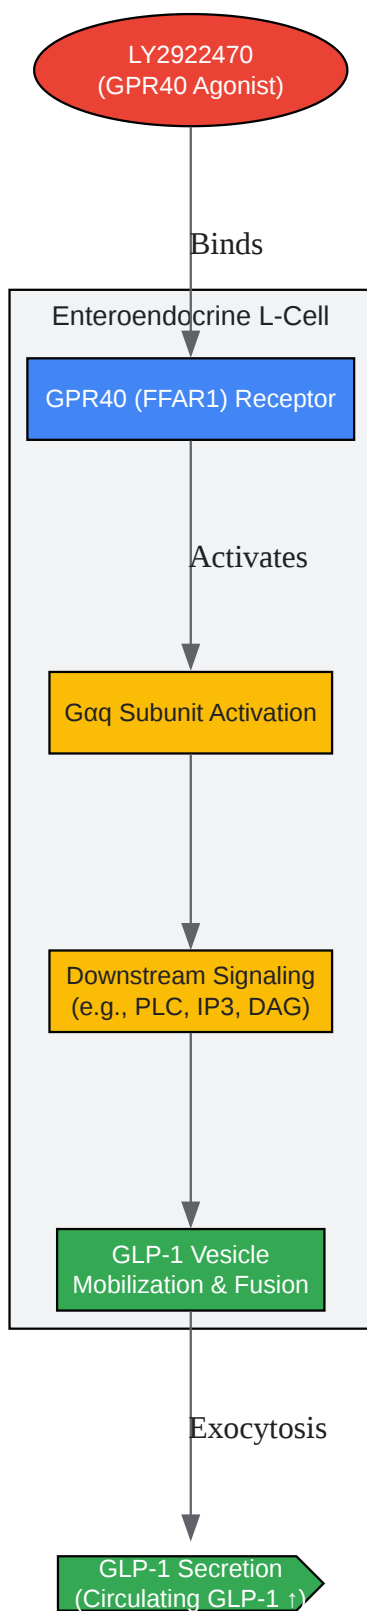 LY2922470
(GPR40 Agonist)
Binds
Enteroendocrine L-Cell
GPR40 (FFAR1) Receptor
Activates
Gαq Subunit Activation
Downstream Signaling
(e.g., PLC, IP3, DAG)
GLP-1 Vesicle
Mobilization & Fusion
Exocytosis
GLP-1 Secretion
(Circulating GLP-1 ↑)